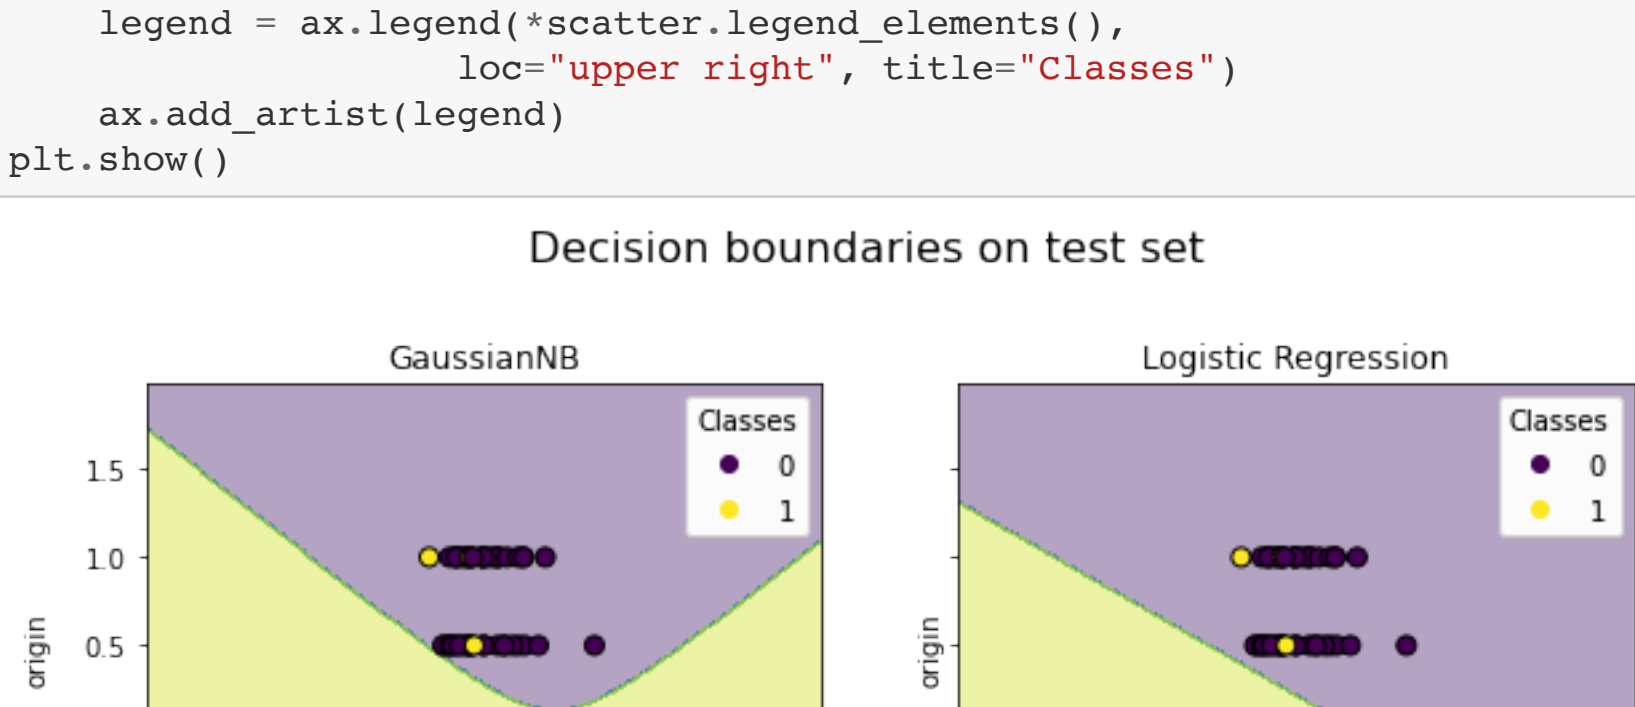 legend = ax.legend(*scatter.legend_elements(),
loc="upper right", title="Classes")
ax.add_artist(legend)
plt.show()
Decision boundaries on test set
GaussianNB
Classes
0
1
1.5
1.0
0.5
origin
Logistic Regression
Classes
0
1
origin